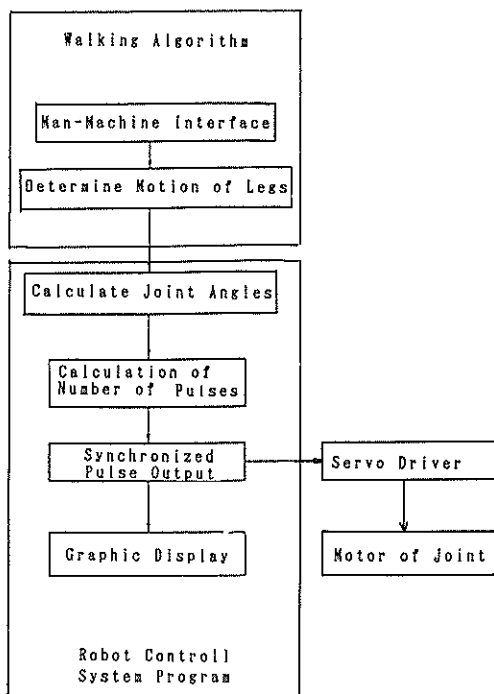 Walking Algorithm
Man-Machine Interface
Determine Motion of Legs
Calculate Joint Angles
Calculation of
Number of Pulses
Synchronized
Pulse Output
Servo Driver
Graphic Display
Motor of Joint
Robot Controll
System Program